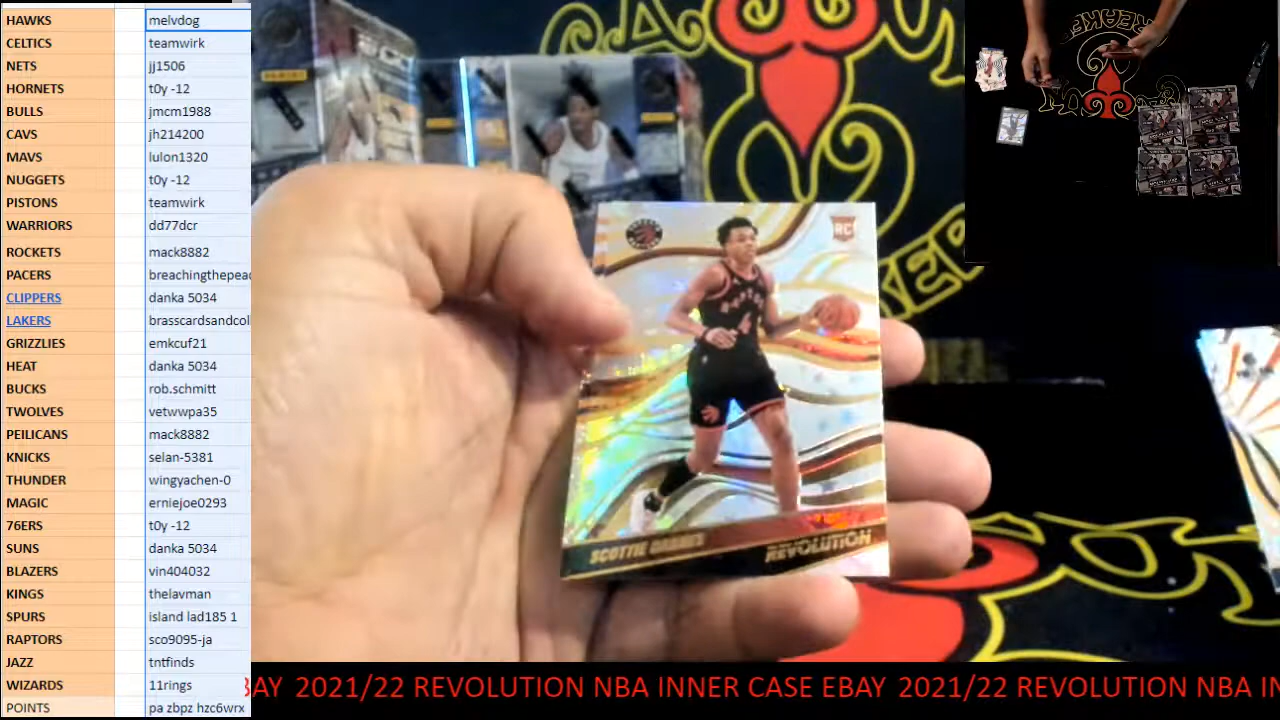 HAWKS melvdog
CELTICS teamwirk
NETS jj1506
HORNETS t0y -12
BULLS jmcm1988
CAVS jh214200
MAVS lulon1320
NUGGETS t0y -12
PISTONS teamwirk
WARRIORS dd77dcr
ROCKETS mack8882
PACERS breachingthepeac
CLIPPERS danka 5034
LAKERS brasscardsandcol
GRIZZLIES emkcuf21
HEAT danka 5034
BUCKS rob.schmitt
TWOLVES vetwwpa35
PEILICANS mack8882
KNICKS selan-5381
THUNDER wingyachen-0
MAGIC erniejoe0293
76ERS t0y -12
SUNS danka 5034
BLAZERS vin404032
KINGS thelavman
SPURS island lad185 1
RAPTORS sco9095-ja
JAZZ tntfinds
WIZARDS 11rings
POINTS pa zbpz hzc6wrx
PANINI
RC
SCOTTIE BARNES
REVOLUTION
BAY 2021/22 REVOLUTION NBA INNER CASE EBAY 2021/22 REVOLUTION NBA IN